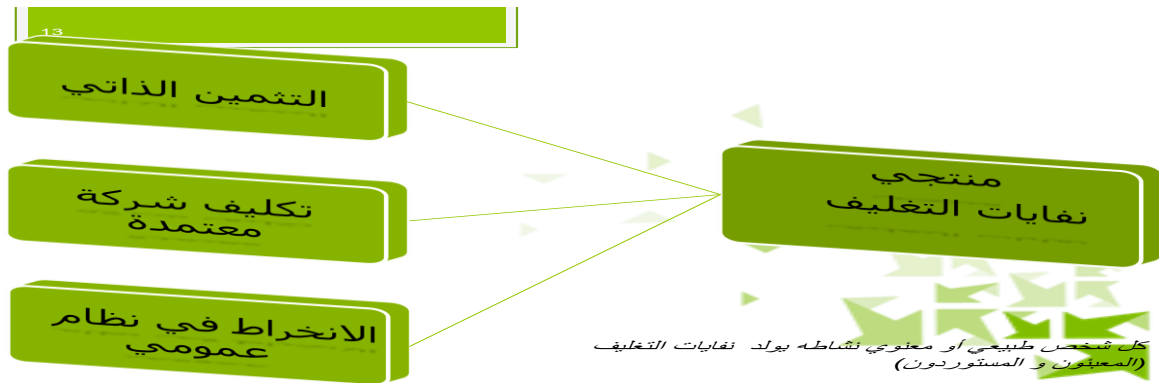 13
منتجي
نفايات التغليف
التثمين الذاتي
تكليف شركة
معتمدة
الانخراط في نظام
عمومي
كل شخص طبيعي أو معنوي نشاطه يولد نفايات التغليف
(المعبئون و المستوردون)